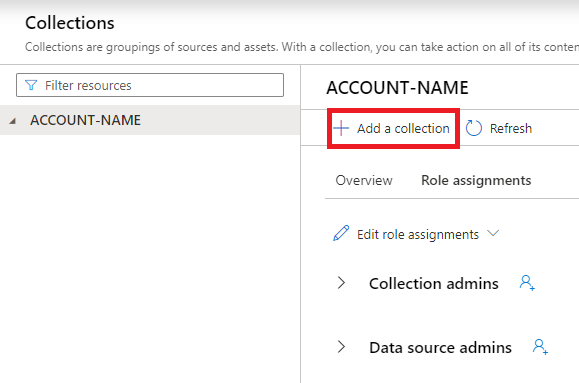 Collections
Collections are groupings of sources and assets. With a collection, you can take action on all of its conten
Filter resources
ACCOUNT-NAME
ACCOUNT-NAME
Add a collection
Refresh
Overview
Role assignments
Edit role assignments
Collection admins
Data source admins